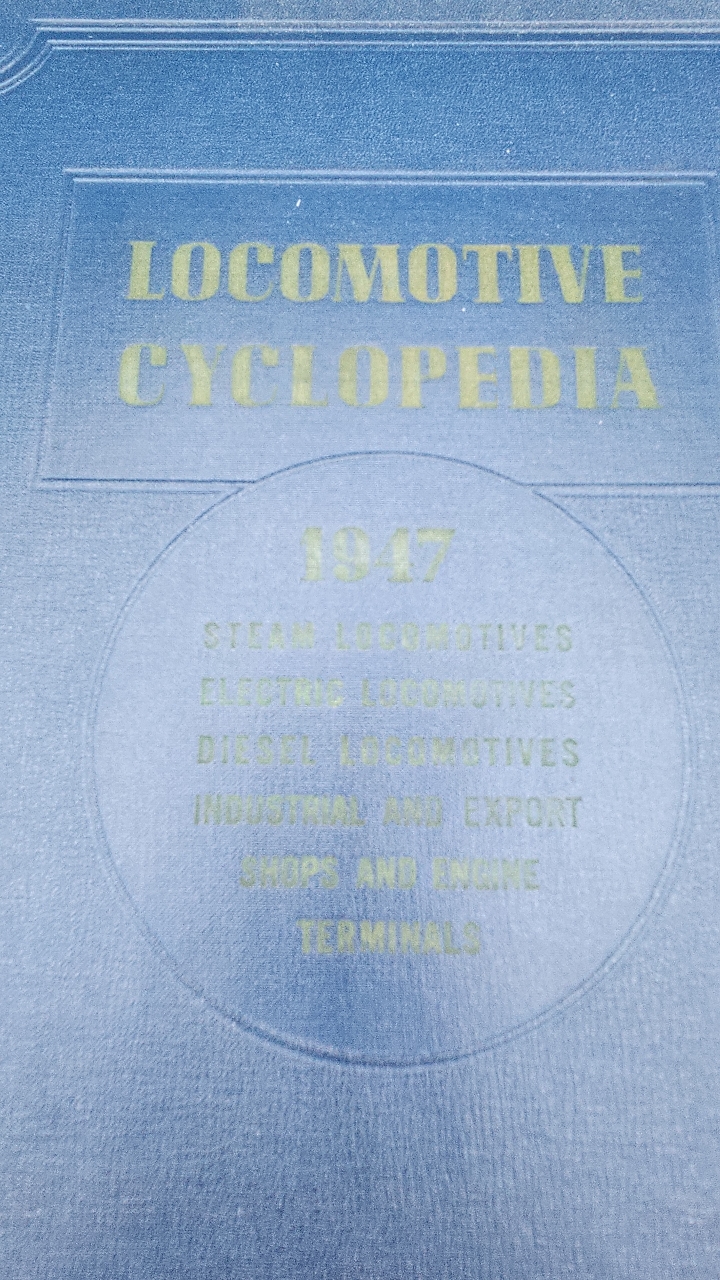 LOCOMOTIVE
CYCLOPEDIA
1947
STEAM LOCOMOTIVES
ELECTRIC LOCOMOTIVES
DIESEL LOCOMOTIVES
INDUSTRIAL AND EXPORT
SHOPS AND ENGINE
TERMINALS